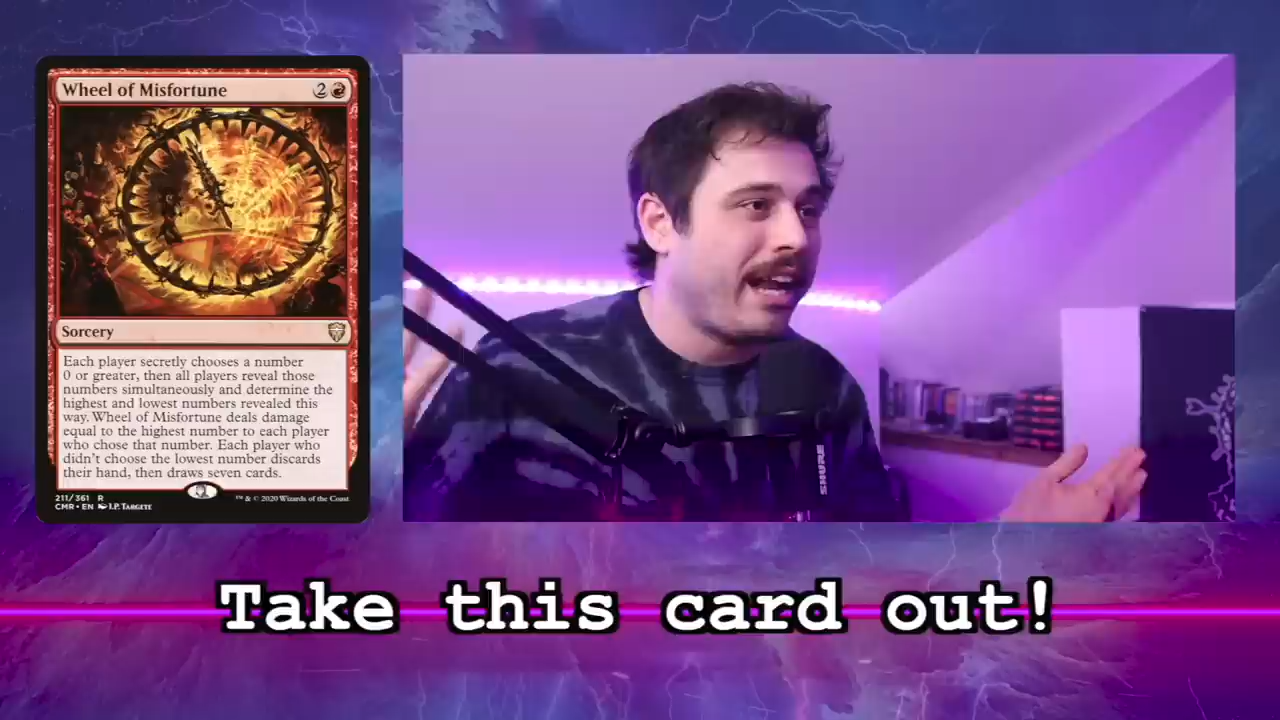 Wheel of Misfortune 2
Sorcery
Each player secretly chooses a number
0 or greater, then all players reveal those
numbers simultaneously and determine the
highest and lowest numbers revealed this
way. Wheel of Misfortune deals damage
equal to the highest number to each player
who chose that number. Each player who
didn't choose the lowest number discards
their hand, then draws seven cards.
211/361 R
CMR • EN I.P. TARGETE
™ & © 2020 Wizards of the Coast
SHURE
Take this card out!